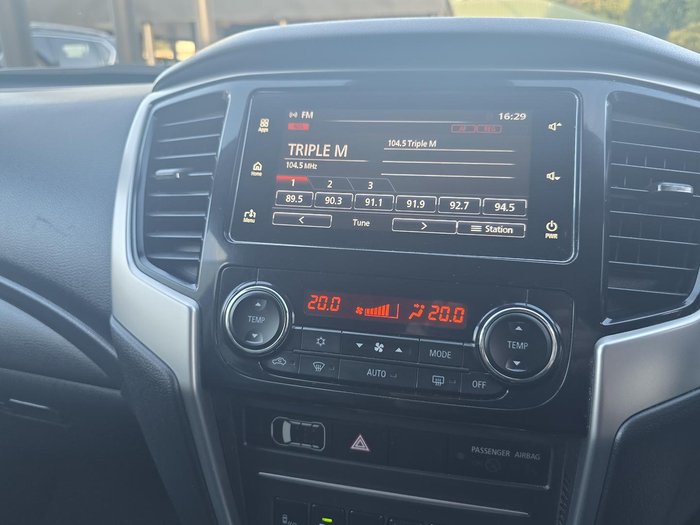 FM
16:29
Apps
TRIPLE M
104.5 Triple M
104.5 MHz
Home
1 2 3
89.5 90.3 91.1 91.9 92.7 94.5
Menu
< Tune > Station
PWR
20.0 20.0
TEMP
TEMP
MODE
AUTO
OFF
PASSENGER AIRBAG